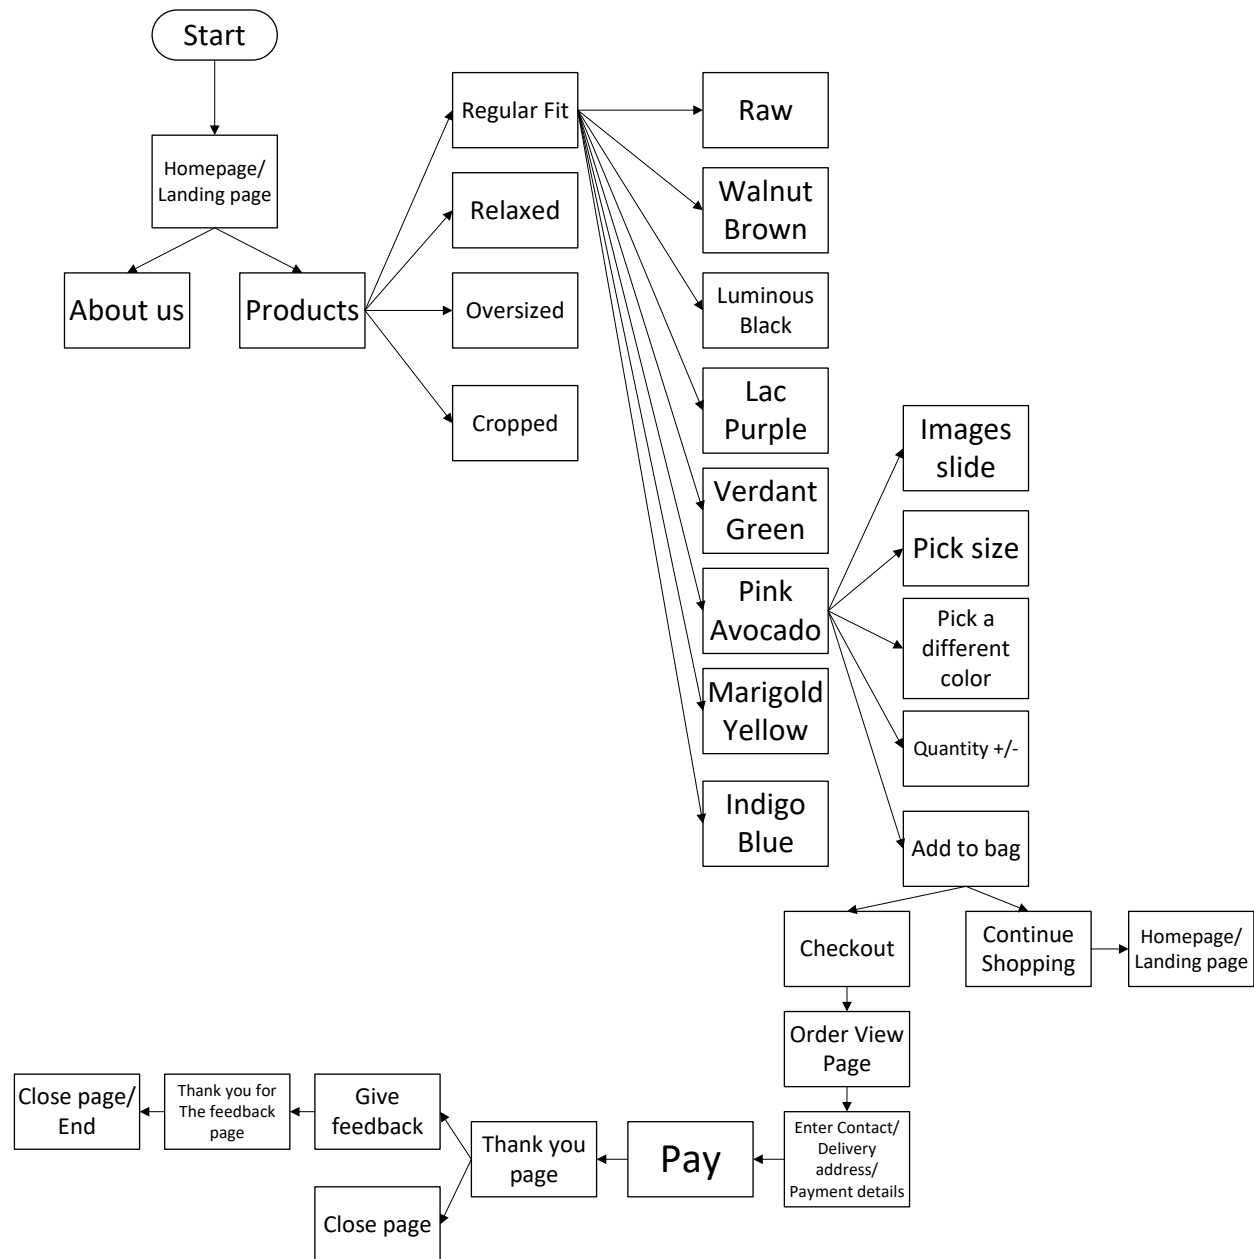 Start
Homepage/
Landing page
About us
Products
Regular Fit
Relaxed
Oversized
Cropped
Raw
Walnut
Brown
Luminous
Black
Lac
Purple
Verdant
Green
Pink
Avocado
Marigold
Yellow
Indigo
Blue
Images
slide
Pick size
Pick a
different
color
Quantity +/-
Add to bag
Checkout
Continue
Shopping
Homepage/
Landing page
Order View
Page
Enter Contact/
Delivery
address/
Payment details
Pay
Thank you
page
Give
feedback
Thank you for
The feedback
page
Close page/
End
Close page